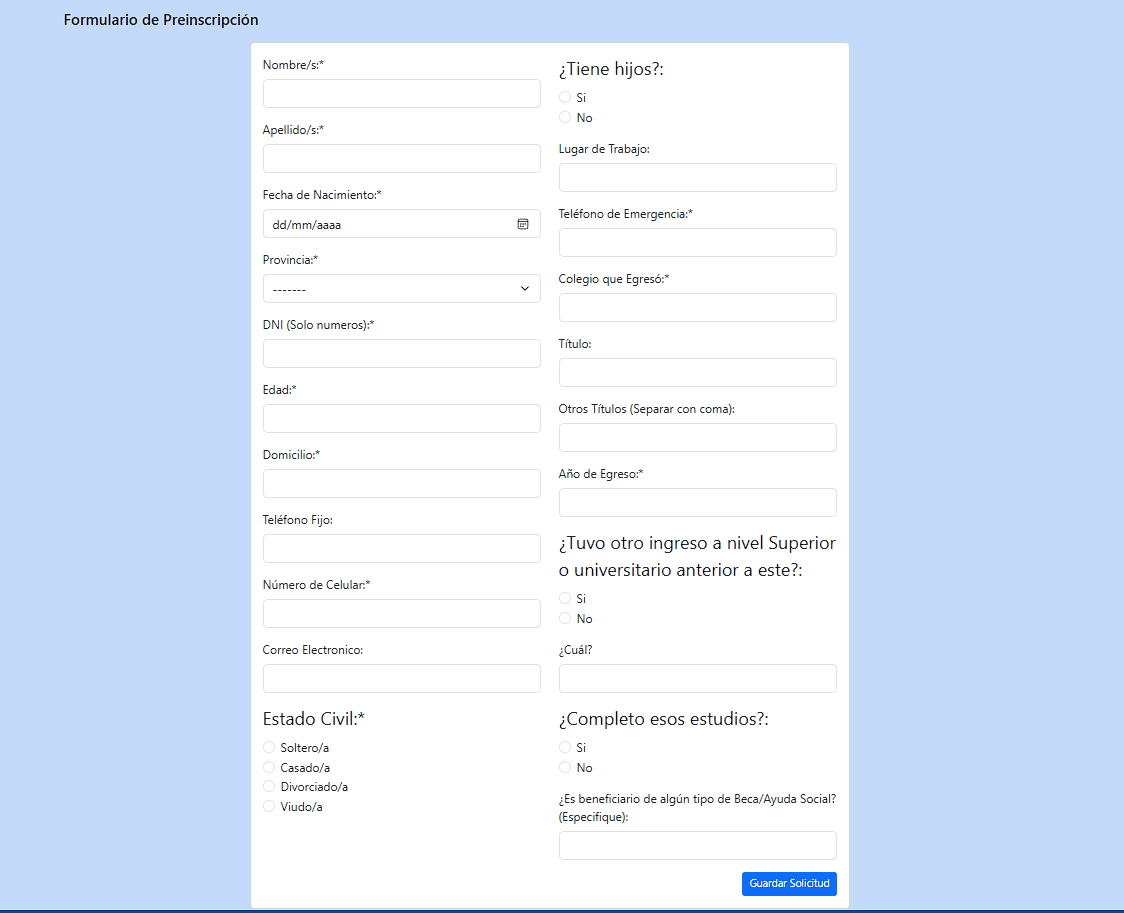 Formulario de Preinscripción
Nombre/s:*
Apellido/s:*
Fecha de Nacimiento:*
dd/mm/aaaa
Provincia:*
-------
DNI (Solo numeros):*
Edad:*
Domicilio:*
Teléfono Fijo:
Número de Celular:*
Correo Electronico:
Estado Civil:*
Soltero/a
Casado/a
Divorciado/a
Viudo/a
¿Tiene hijos?:
Si
No
Lugar de Trabajo:
Teléfono de Emergencia:*
Colegio que Egresó:*
Título:
Otros Títulos (Separar con coma):
Año de Egreso:*
¿Tuvo otro ingreso a nivel Superior
o universitario anterior a este?:
Si
No
¿Cuál?
¿Completo esos estudios?:
Si
No
¿Es beneficiario de algún tipo de Beca/Ayuda Social?
(Especifique):
Guardar Solicitud